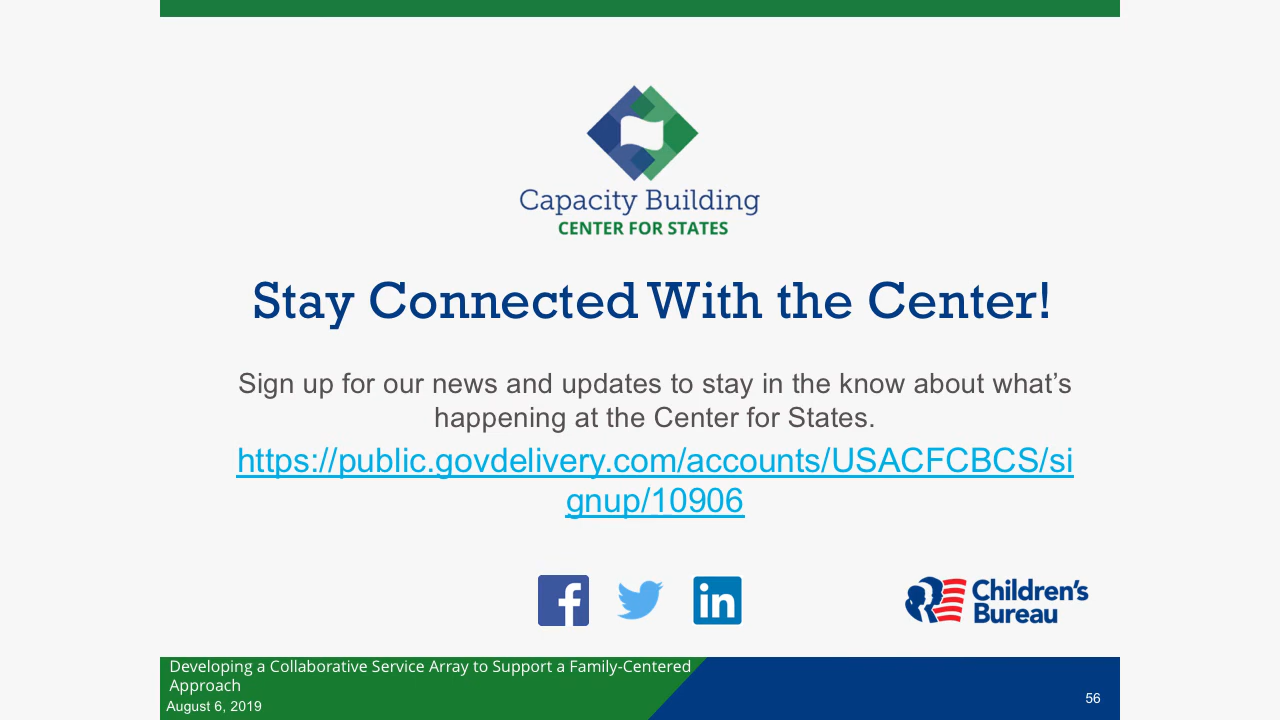 Capacity Building
CENTER FOR STATES
Stay Connected With the Center!
Sign up for our news and updates to stay in the know about what’s
happening at the Center for States.
https://public.govdelivery.com/accounts/USACFCBCS/si
gnup/10906
f
in
Children’s
Bureau
Developing a Collaborative Service Array to Support a Family-Centered
Approach
August 6, 2019
56